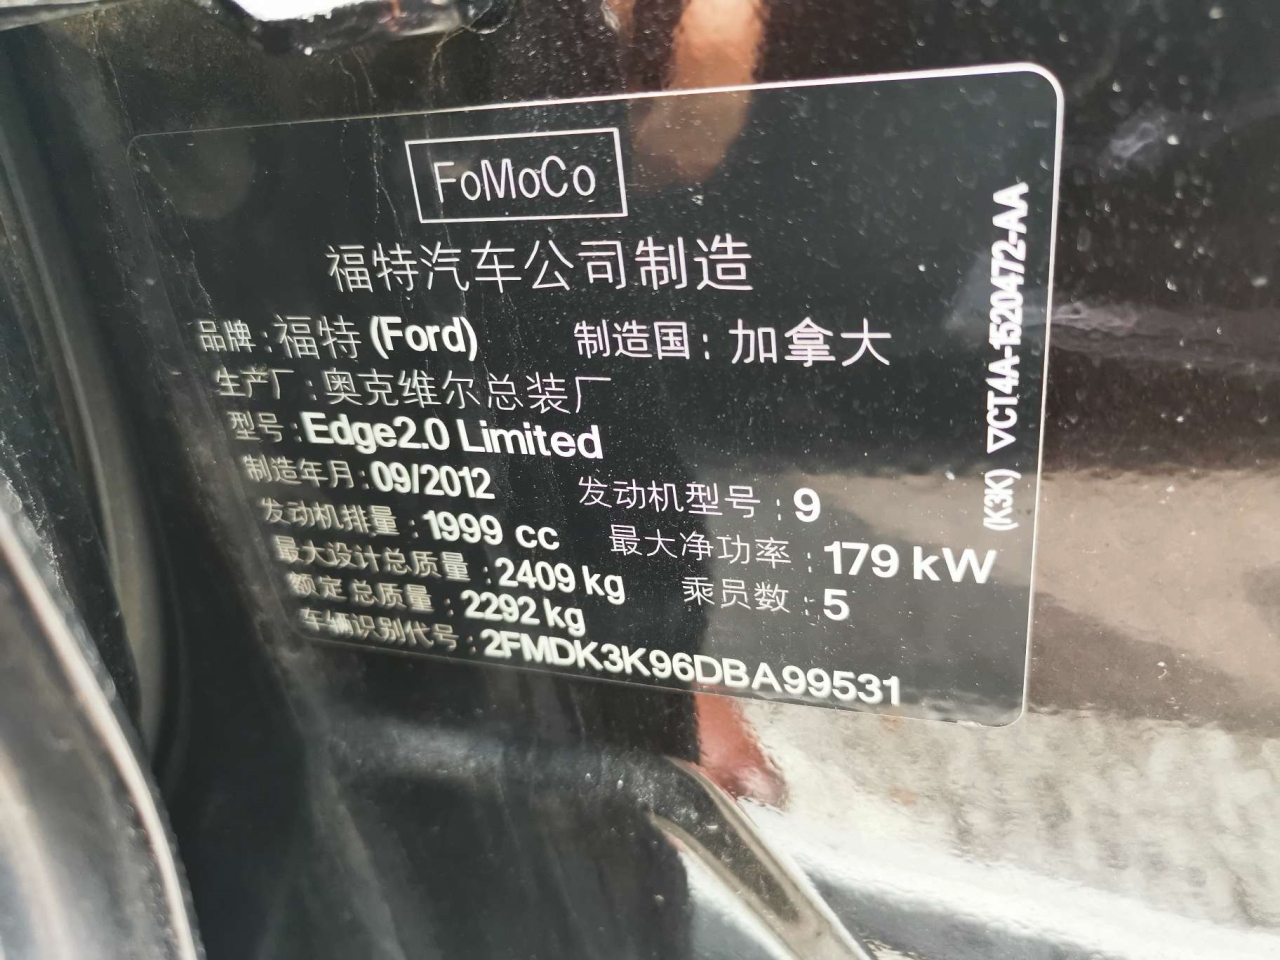 FoMoCo
福特汽车公司制造
品牌:福特(Ford) 制造国:加拿大
生产厂:奥克维尔总装厂
型号:Edge2.0 Limited
制造年月:09/2012 发动机型号:9
发动机排量:1999 cc 最大净功率:179 kW
最大设计总质量:2409 kg 乘员数:5
额定总质量:2292 kg
车辆识别代号:2FMDK3K96DBA99531
(K3K) ∇CT4A-1520472-AA